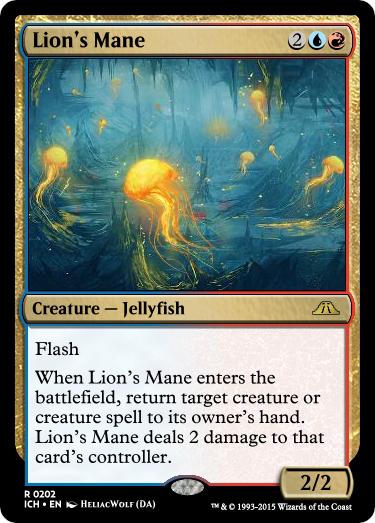 Lion's Mane
2
Creature — Jellyfish
Flash
When Lion's Mane enters the
battlefield, return target creature or
creature spell to its owner's hand.
Lion's Mane deals 2 damage to that
card's controller.
2/2
R 0202
ICH • EN HELIACWOLF (DA)
™ & © 1993-2015 Wizards of the Coast